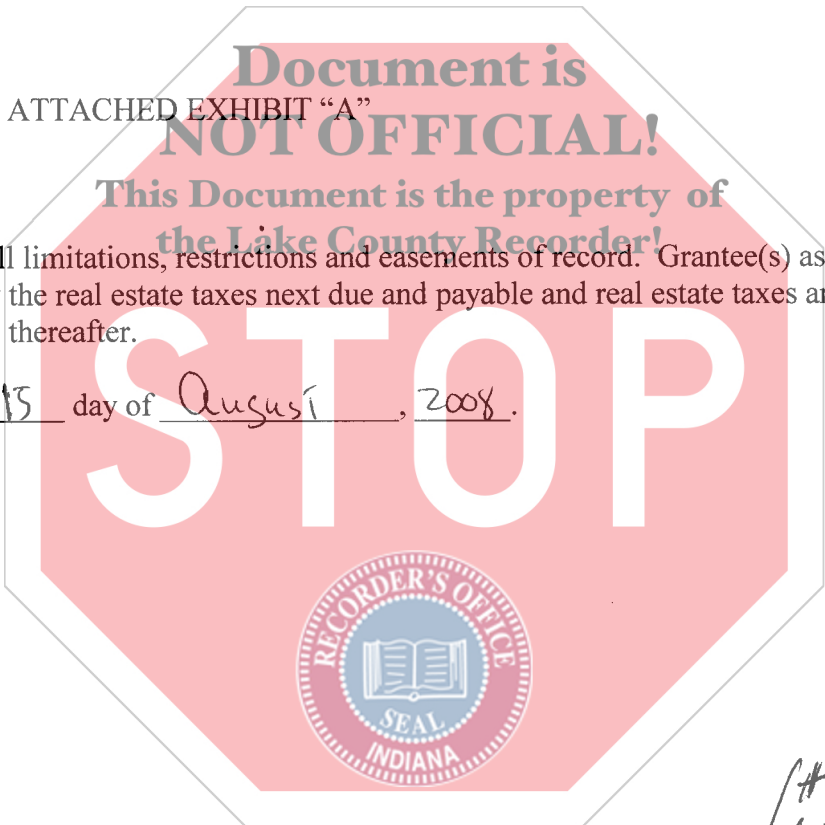 Document is
ATTACHED EXHIBIT “A”
NOT OFFICIAL!
This Document is the property of
the Lake County Recorder!
ll limitations, restrictions and easements of record. Grantee(s) as
the real estate taxes next due and payable and real estate taxes
thereafter.
15 day of August, 2008.
STOP
RECORDER'S OFFICE
SEAL
INDIANA